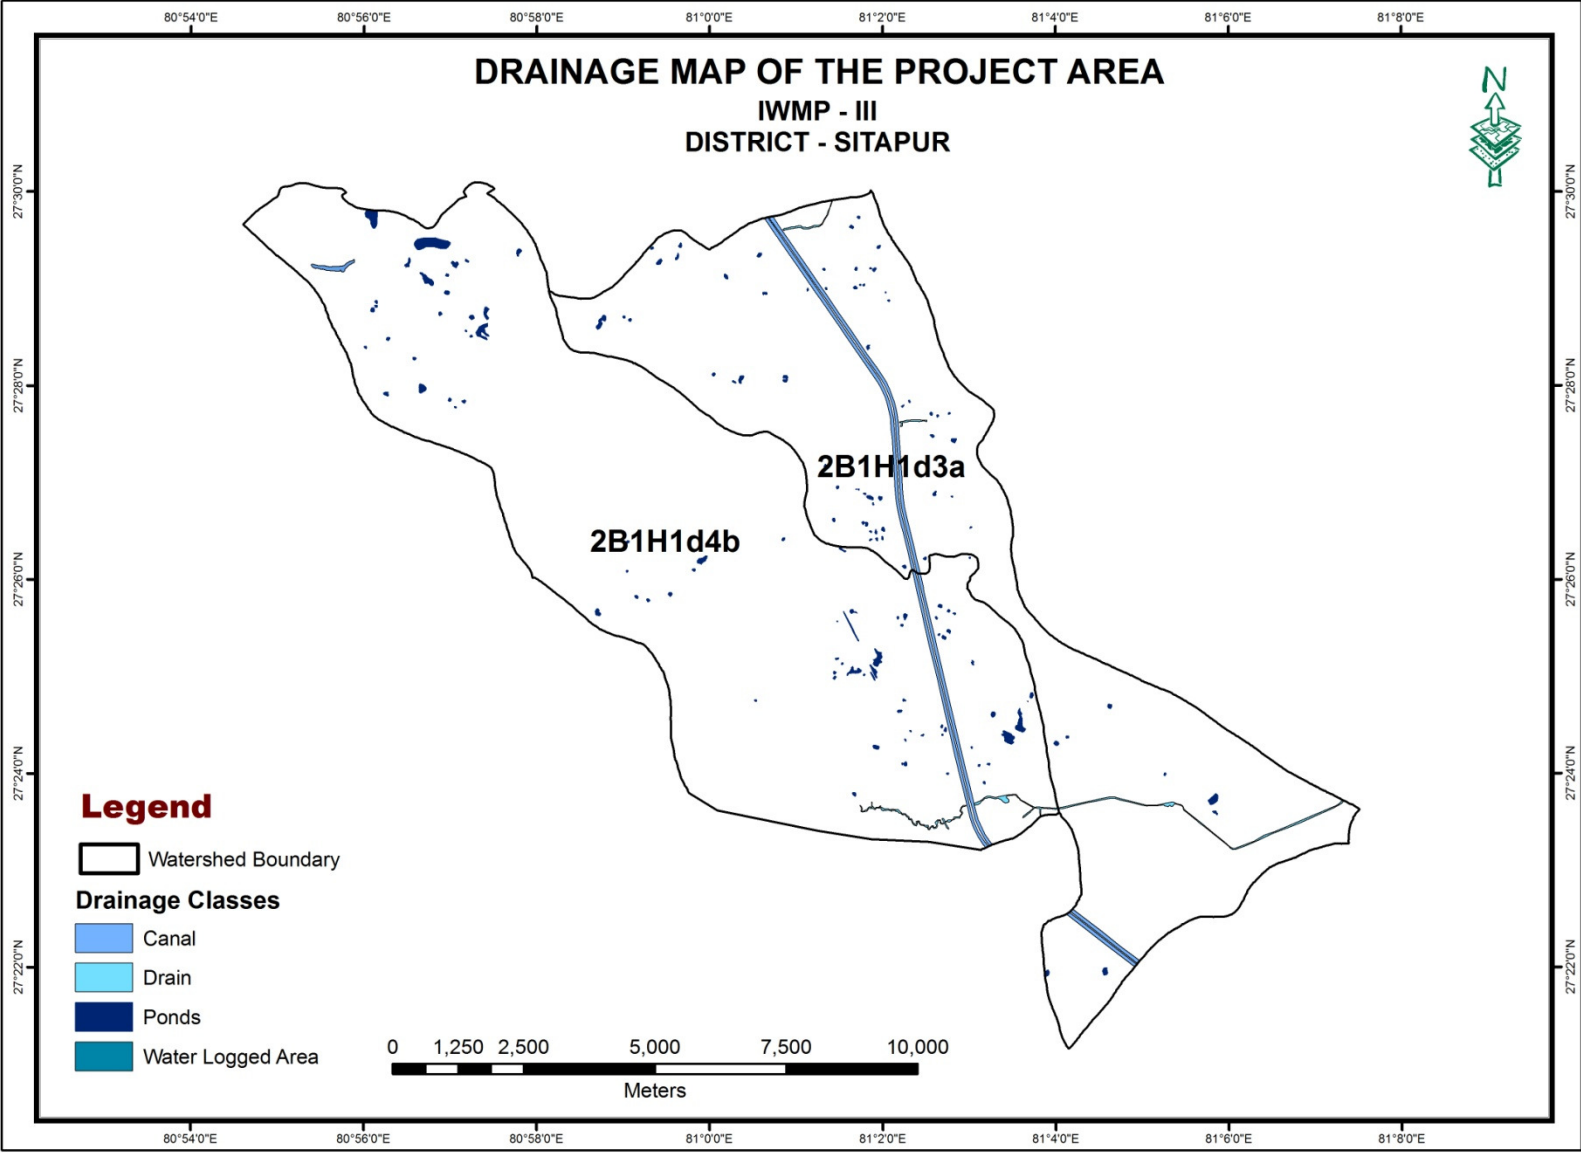 80°54'0"E 80°56'0"E 80°58'0"E 81°0'0"E 81°2'0"E 81°4'0"E 81°6'0"E 81°8'0"E
DRAINAGE MAP OF THE PROJECT AREA
IWMP - III
DISTRICT - SITAPUR
N
27°30'0"N 27°30'0"N
27°28'0"N 27°28'0"N
2B1H1d3a
2B1H1d4b
27°26'0"N 27°26'0"N
27°24'0"N 27°24'0"N
Legend
Watershed Boundary
Drainage Classes
Canal
Drain
27°22'0"N 27°22'0"N
Ponds
Water Logged Area
0 1,250 2,500 5,000 7,500 10,000
Meters
80°54'0"E 80°56'0"E 80°58'0"E 81°0'0"E 81°2'0"E 81°4'0"E 81°6'0"E 81°8'0"E